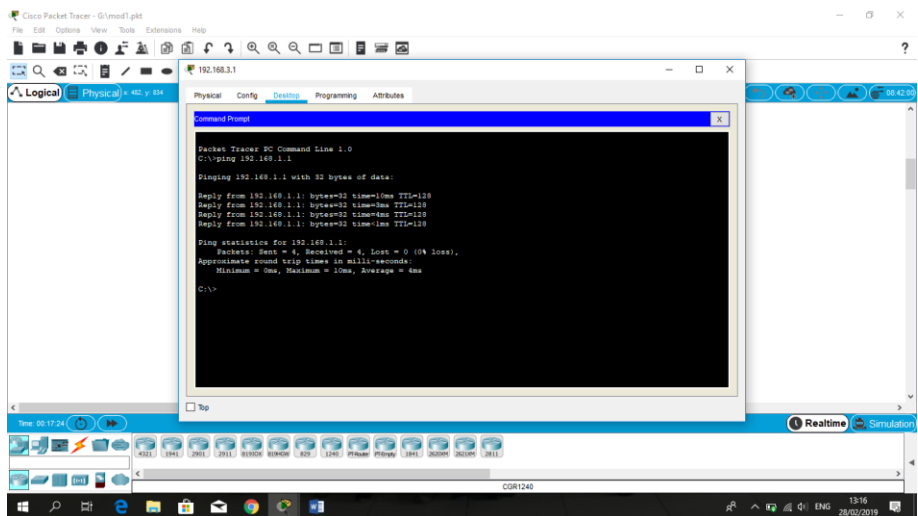 Cisco Packet Tracer - G:\mod1.pkt
File Edit Options View Tools Extensions Help
?
192.168.3.1
Logical Physical x: 482, y: 834
08:42:00
Physical Config Desktop Programming Attributes
Command Prompt
X
Packet Tracer PC Command Line 1.0
C:\>ping 192.168.1.1
Pinging 192.168.1.1 with 32 bytes of data:
Reply from 192.168.1.1: bytes=32 time=10ms TTL=128
Reply from 192.168.1.1: bytes=32 time=3ms TTL=128
Reply from 192.168.1.1: bytes=32 time=4ms TTL=128
Reply from 192.168.1.1: bytes=32 time<1ms TTL=128
Ping statistics for 192.168.1.1:
Packets: Sent = 4, Received = 4, Lost = 0 (0% loss),
Approximate round trip times in milli-seconds:
Minimum = 0ms, Maximum = 10ms, Average = 4ms
C:\>
Top
Time: 00:17:24
Realtime Simulation
4321 1941 2901 2911 819IOX 819HGW 829 1240 PT-Router PT-Empty 1841 2620XM 2621XM 2811
CGR1240
ENG
13:16
28/02/2019